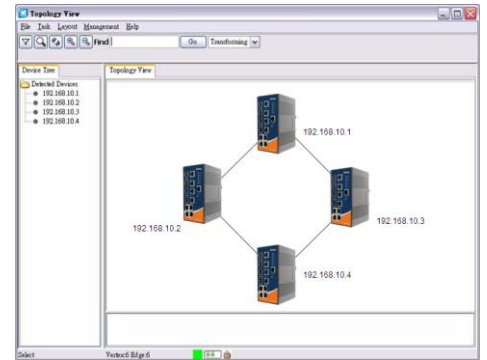 Topology View
File Task Layout Management Help
Find Go Transforming
Device Tree
Topology View
Detected Devices
192.168.10.1
192.168.10.2
192.168.10.3
192.168.10.4
192.168.10.1
192.168.10.2
192.168.10.3
192.168.10.4
Select
Vertex:6 Edge:6